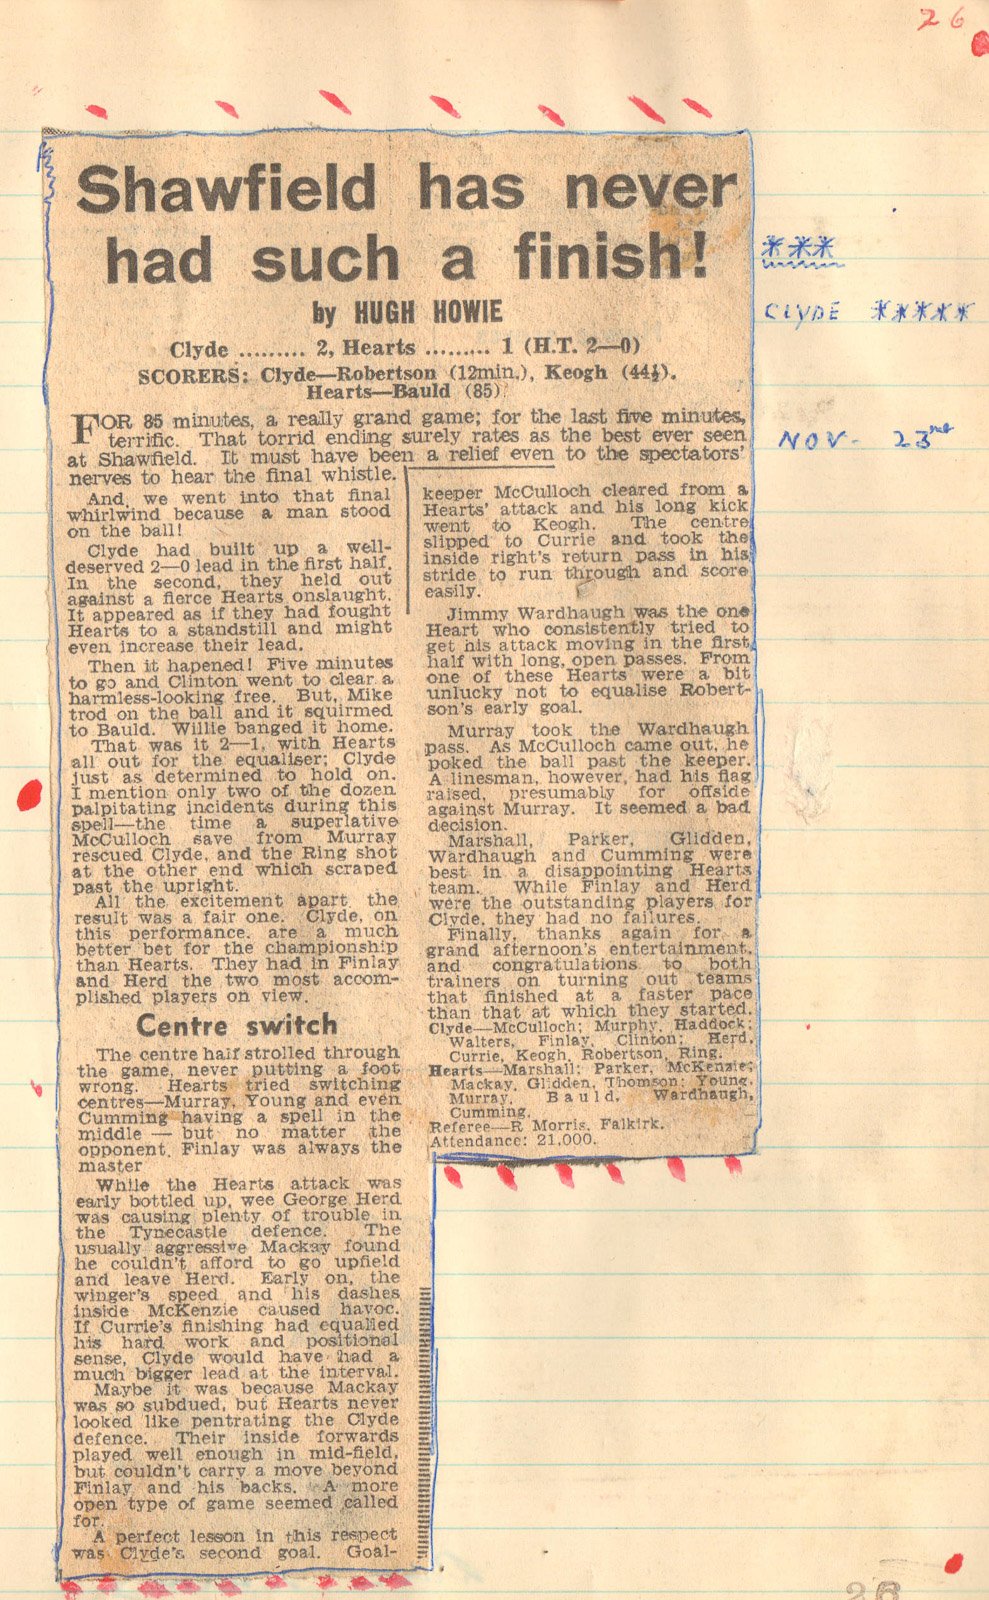 26
Shawfield has never
had such a finish!
by HUGH HOWIE
Clyde ......... 2, Hearts ......... 1 (H.T. 2—0)
SCORERS: Clyde—Robertson (12min.), Keogh (44½).
Hearts—Bauld (85).
FOR 85 minutes, a really grand game; for the last five minutes,
terrific. That torrid ending surely rates as the best ever seen
at Shawfield. It must have been a relief even to the spectators'
nerves to hear the final whistle.
And, we went into that final
whirlwind because a man stood
on the ball!
Clyde had built up a well-
deserved 2—0 lead in the first half.
In the second, they held out
against a fierce Hearts onslaught.
It appeared as if they had fought
Hearts to a standstill and might
even increase their lead.
Then it hapened! Five minutes
to go and Clinton went to clear a
harmless-looking free. But, Mike
trod on the ball and it squirmed
to Bauld. Willie banged it home.
That was it 2—1, with Hearts
all out for the equaliser; Clyde
just as determined to hold on.
I mention only two of the dozen
palpitating incidents during this
spell—the time a superlative
McCulloch save from Murray
rescued Clyde, and the Ring shot
at the other end which scraped
past the upright.
All the excitement apart, the
result was a fair one. Clyde, on
this performance, are a much
better bet for the championship
than Hearts. They had in Finlay
and Herd the two most accom-
plished players on view.
Centre switch
The centre half strolled through
the game, never putting a foot
wrong. Hearts tried switching
centres—Murray, Young and even
Cumming having a spell in the
middle — but no matter the
opponent, Finlay was always the
master
While the Hearts attack was
early bottled up, wee George Herd
was causing plenty of trouble in
the Tynecastle defence. The
usually aggressive Mackay found
he couldn't afford to go upfield
and leave Herd. Early on, the
winger's speed and his dashes
inside McKenzie caused havoc.
If Currie's finishing had equalled
his hard work and positional
sense, Clyde would have had a
much bigger lead at the interval.
Maybe it was because Mackay
was so subdued, but Hearts never
looked like pentrating the Clyde
defence. Their inside forwards
played well enough in mid-field,
but couldn't carry a move beyond
Finlay and his backs. A more
open type of game seemed called
for.
A perfect lesson in this respect
was Clyde's second goal. Goal-
keeper McCulloch cleared from a
Hearts' attack and his long kick
went to Keogh. The centre
slipped to Currie and took the
inside right's return pass in his
stride to run through and score
easily.
Jimmy Wardhaugh was the one
Heart who consistently tried to
get his attack moving in the first
half with long, open passes. From
one of these Hearts were a bit
unlucky not to equalise Robert-
son's early goal.
Murray took the Wardhaugh
pass. As McCulloch came out, he
poked the ball past the keeper.
A linesman, however, had his flag
raised, presumably for offside
against Murray. It seemed a bad
decision.
Marshall, Parker, Glidden,
Wardhaugh and Cumming were
best in a disappointing Hearts
team. While Finlay and Herd
were the outstanding players for
Clyde, they had no failures.
Finally, thanks again for a
grand afternoon's entertainment,
and congratulations to both
trainers on turning out teams
that finished at a faster pace
than that at which they started.
Clyde—McCulloch; Murphy, Haddock;
Walters, Finlay, Clinton; Herd,
Currie, Keogh, Robertson, Ring.
Hearts—Marshall; Parker, McKenzie;
Mackay, Glidden, Thomson; Young,
Murray, Bauld, Wardhaugh,
Cumming.
Referee—R Morris, Falkirk.
Attendance: 21,000.
***
CLYDE *****
NOV- 23
26